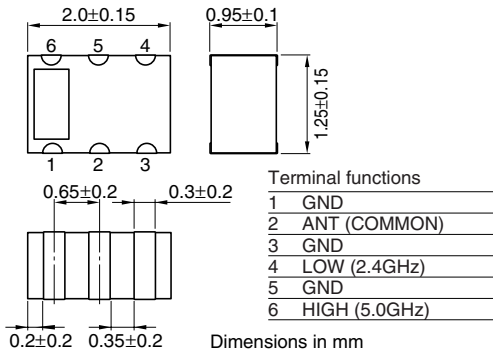 2.0±0.15
0.95±0.1
6 5 4
1.25±0.15
1 2 3
0.65±0.2
0.3±0.2
Terminal functions
1 GND
2 ANT (COMMON)
3 GND
4 LOW (2.4GHz)
5 GND
6 HIGH (5.0GHz)
0.2±0.2
0.35±0.2
Dimensions in mm